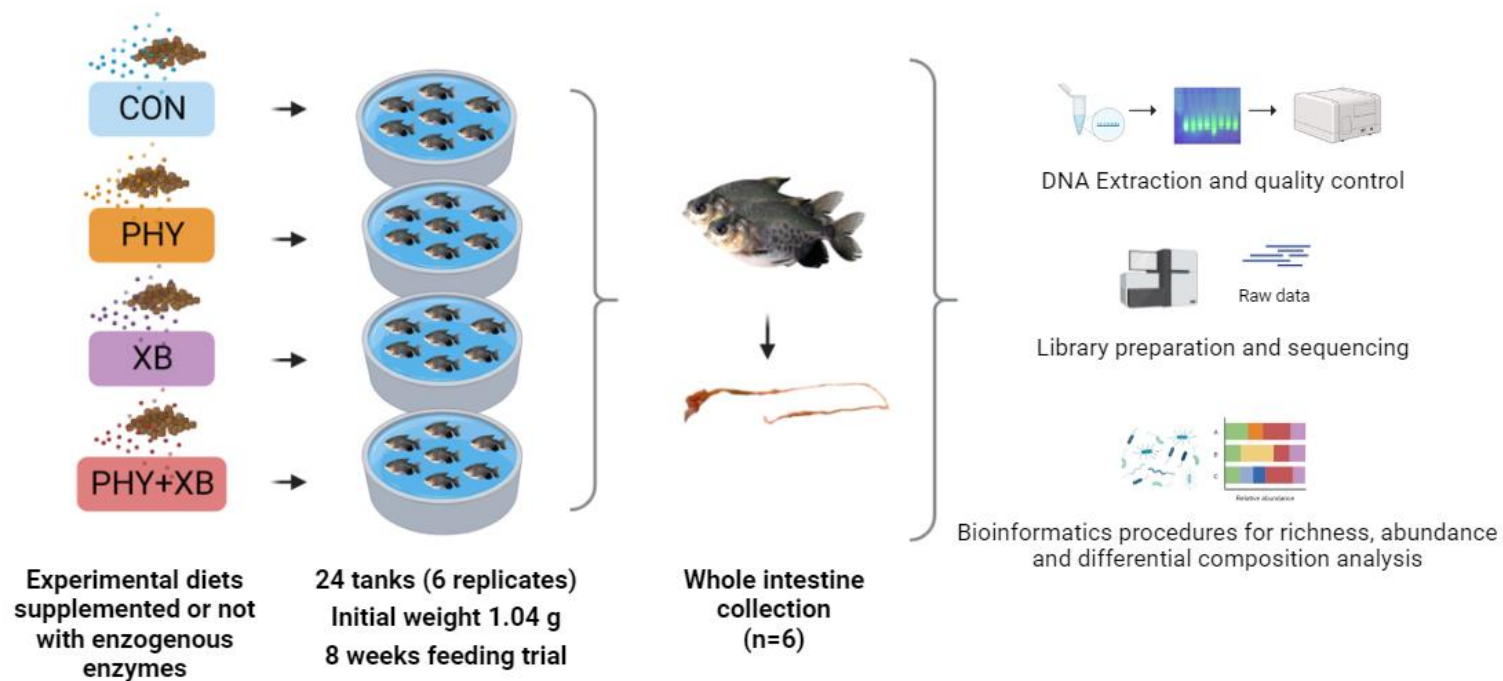 CON
PHY
XB
PHY+XB
Experimental diets
supplemented or not
with enzogenous
enzymes
24 tanks (6 replicates)
Initial weight 1.04 g
8 weeks feeding trial
Whole intestine
collection
(n=6)
DNA Extraction and quality control
Raw data
Library preparation and sequencing
A
B
C
Relative abundance
Bioinformatics procedures for richness, abundance
and differential composition analysis